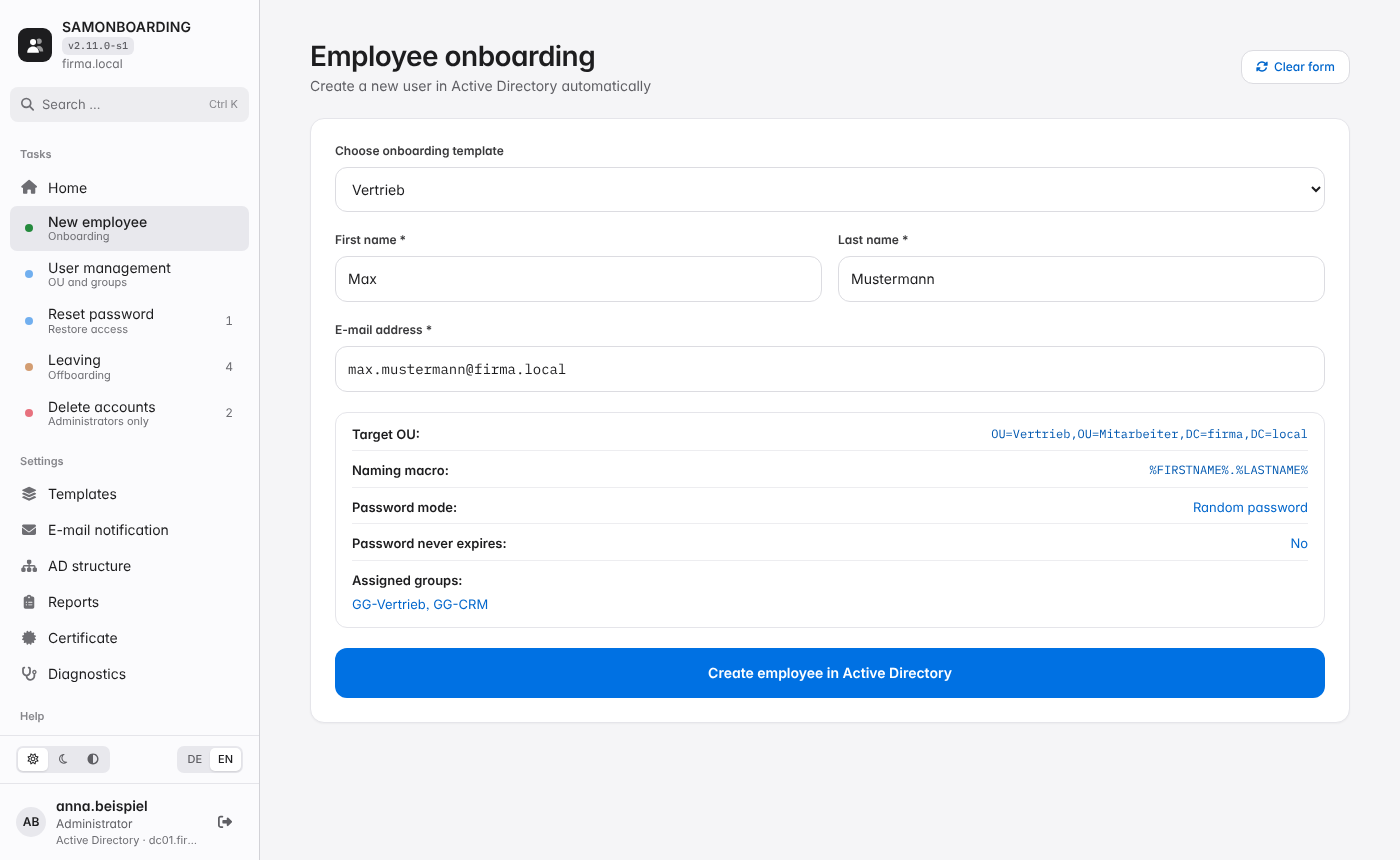 SAMONBOARDING
v2.11.0-s1
firma.local
Search ... Ctrl K
Tasks
Home
New employee
Onboarding
User management
OU and groups
Reset password 1
Restore access
Leaving 4
Offboarding
Delete accounts 2
Administrators only
Settings
Templates
E-mail notification
AD structure
Reports
Certificate
Diagnostics
Help
DE EN
AB
anna.beispiel
Administrator
Active Directory · dc01.fir...
Employee onboarding
Create a new user in Active Directory automatically
Clear form
Choose onboarding template
Vertrieb
First name * Last name *
Max Mustermann
E-mail address *
max.mustermann@firma.local
Target OU: OU=Vertrieb,OU=Mitarbeiter,DC=firma,DC=local
Naming macro: %FIRSTNAME%.%LASTNAME%
Password mode: Random password
Password never expires: No
Assigned groups:
GG-Vertrieb, GG-CRM
Create employee in Active Directory